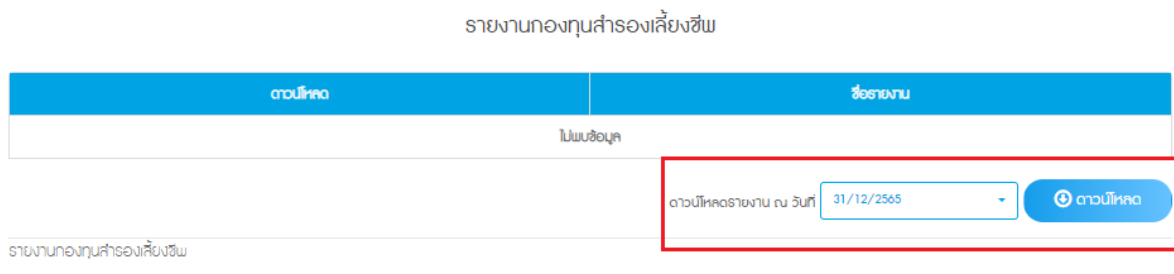 รายงานกองทุนสำรองเลี้ยงชีพ
ดาวน์โหลด ชื่อรายงาน
ไม่พบข้อมูล
ดาวน์โหลดรายงาน ณ วันที่ 31/12/2565 ดาวน์โหลด
รายงานกองทุนสำรองเลี้ยงชีพ